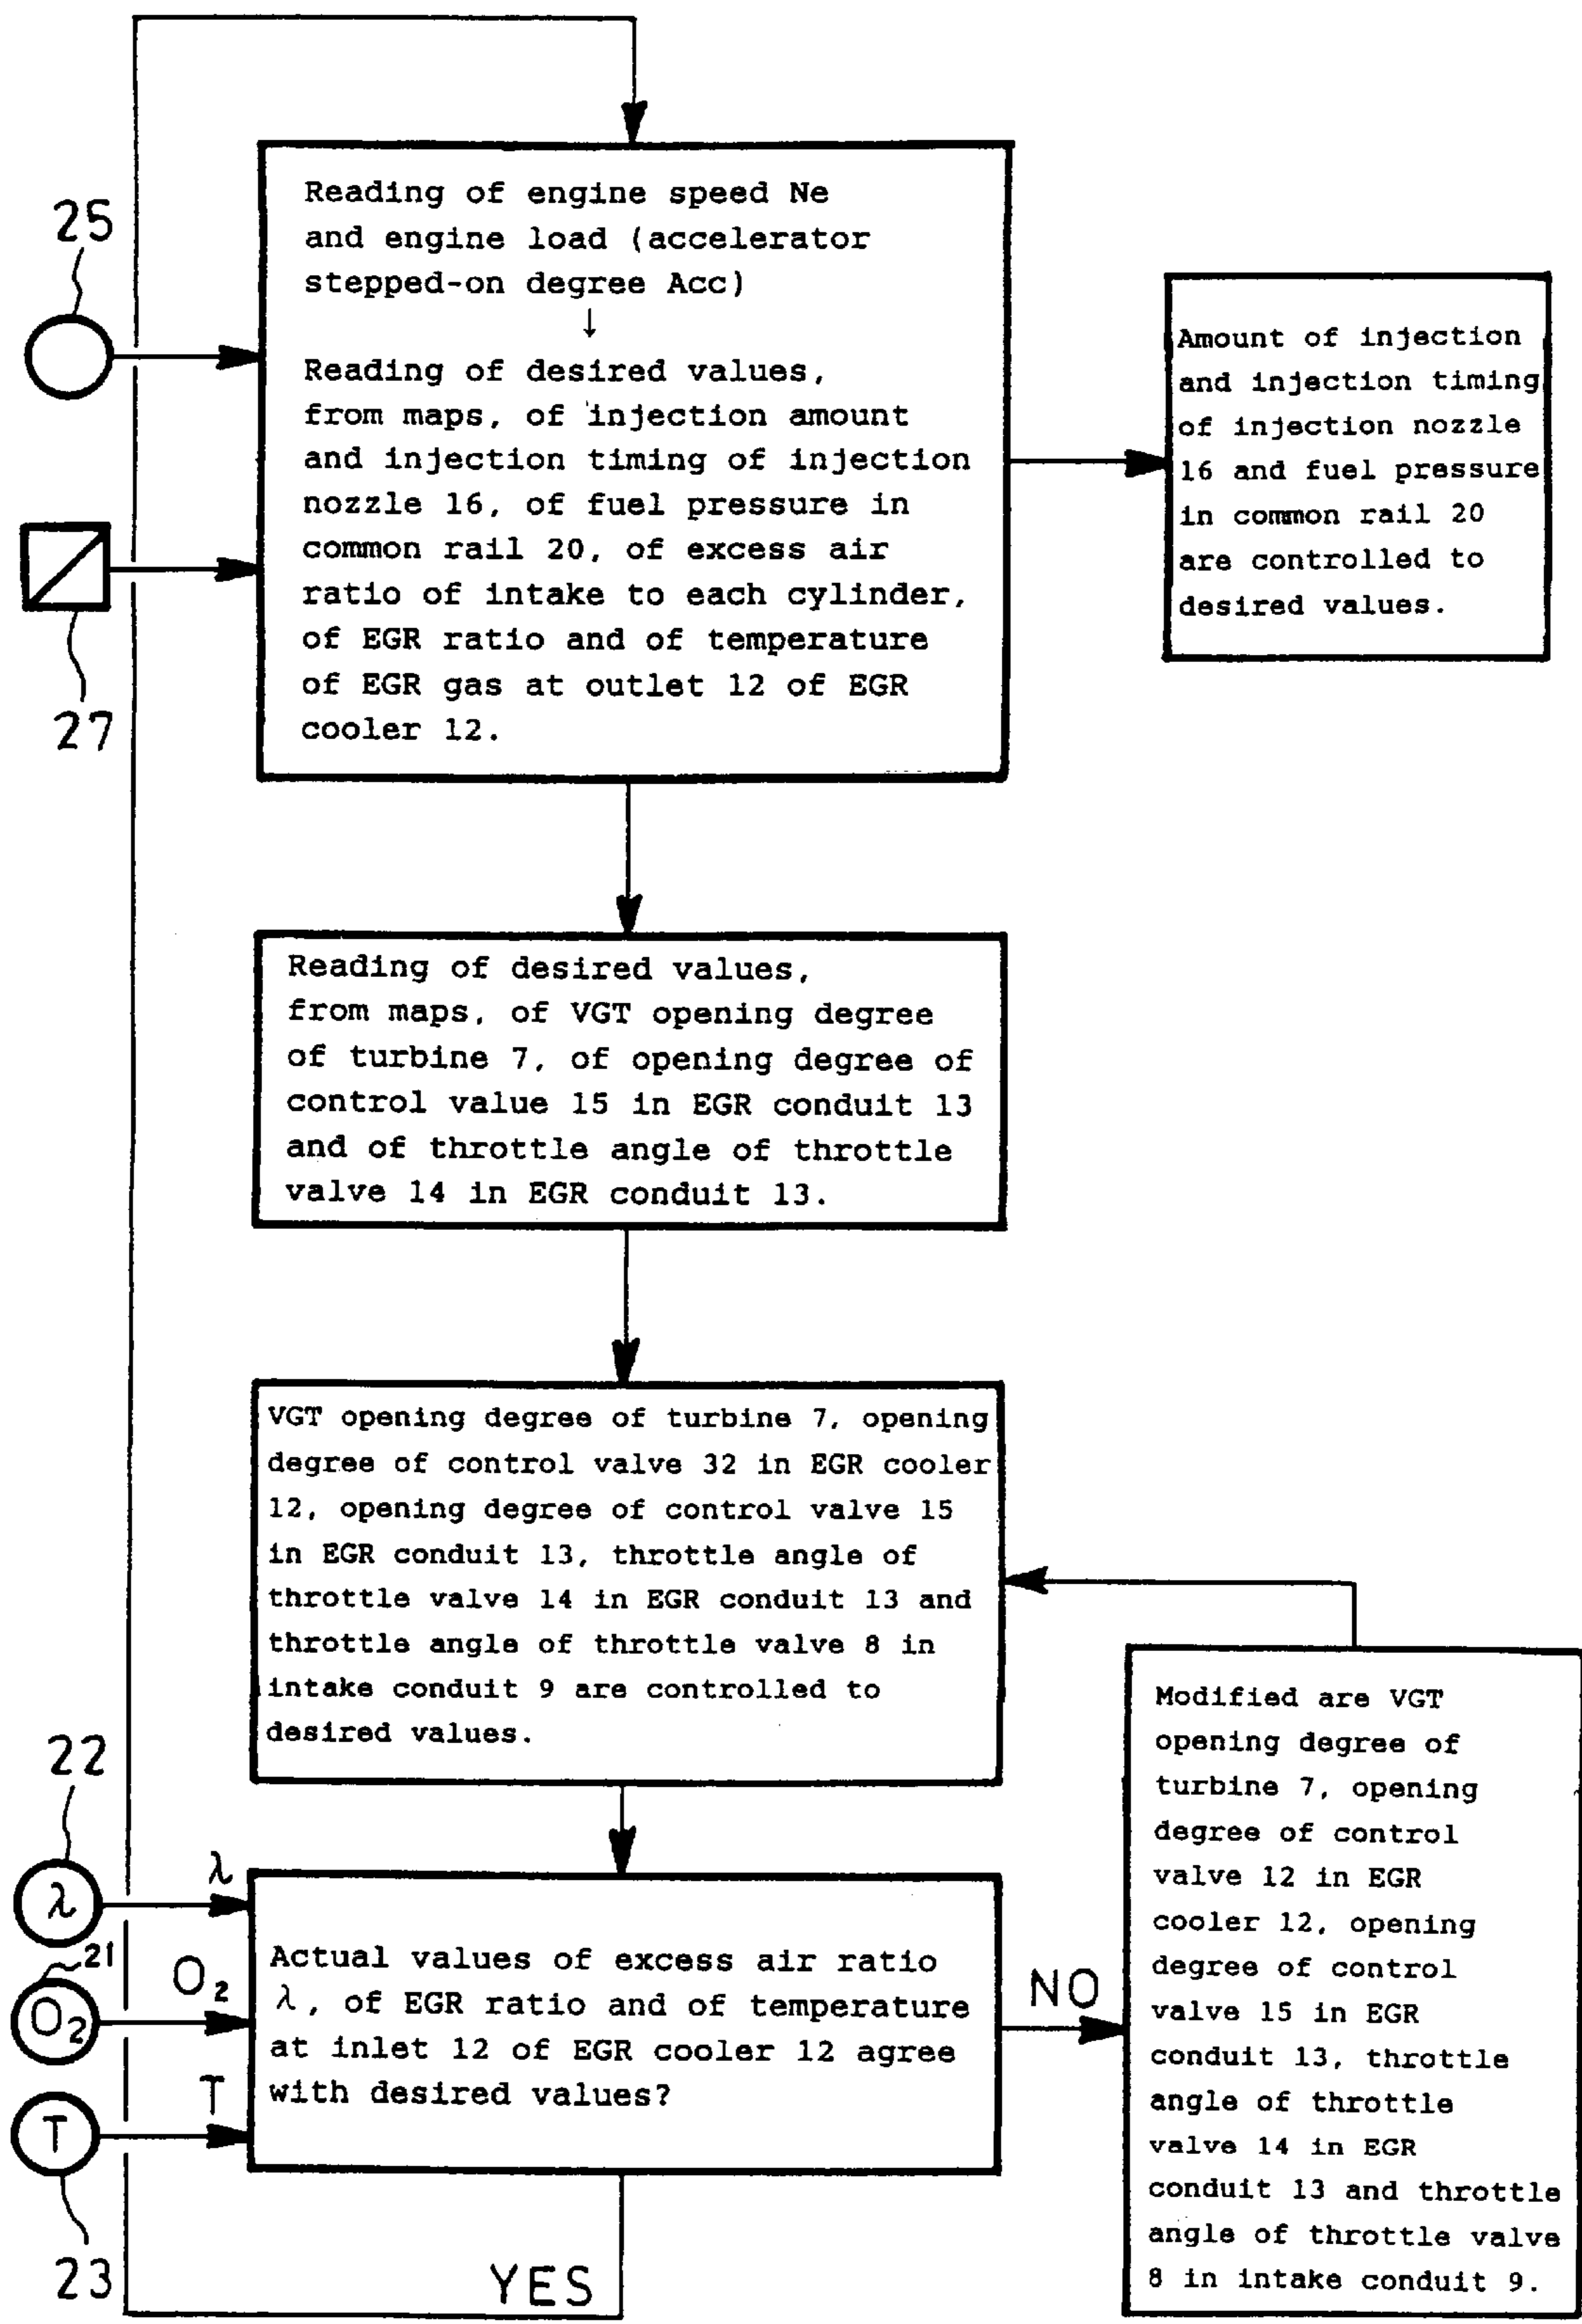 25
Reading of engine speed Ne
and engine load (accelerator
stepped-on degree Acc)
↓
Reading of desired values,
from maps, of injection amount
and injection timing of injection
nozzle 16, of fuel pressure in
common rail 20, of excess air
ratio of intake to each cylinder,
of EGR ratio and of temperature
of EGR gas at outlet 12 of EGR
cooler 12.
27
Amount of injection
and injection timing
of injection nozzle
16 and fuel pressure
in common rail 20
are controlled to
desired values.
Reading of desired values,
from maps, of VGT opening degree
of turbine 7, of opening degree of
control value 15 in EGR conduit 13
and of throttle angle of throttle
valve 14 in EGR conduit 13.
VGT opening degree of turbine 7, opening
degree of control valve 32 in EGR cooler
12, opening degree of control valve 15
in EGR conduit 13, throttle angle of
throttle valve 14 in EGR conduit 13 and
throttle angle of throttle valve 8 in
intake conduit 9 are controlled to
desired values.
22
λ
λ
21
O₂
O₂
T
T
23
Actual values of excess air ratio
λ, of EGR ratio and of temperature
at inlet 12 of EGR cooler 12 agree
with desired values?
NO
YES
Modified are VGT
opening degree of
turbine 7, opening
degree of control
valve 12 in EGR
cooler 12, opening
degree of control
valve 15 in EGR
conduit 13, throttle
angle of throttle
valve 14 in EGR
conduit 13 and throttle
angle of throttle valve
8 in intake conduit 9.